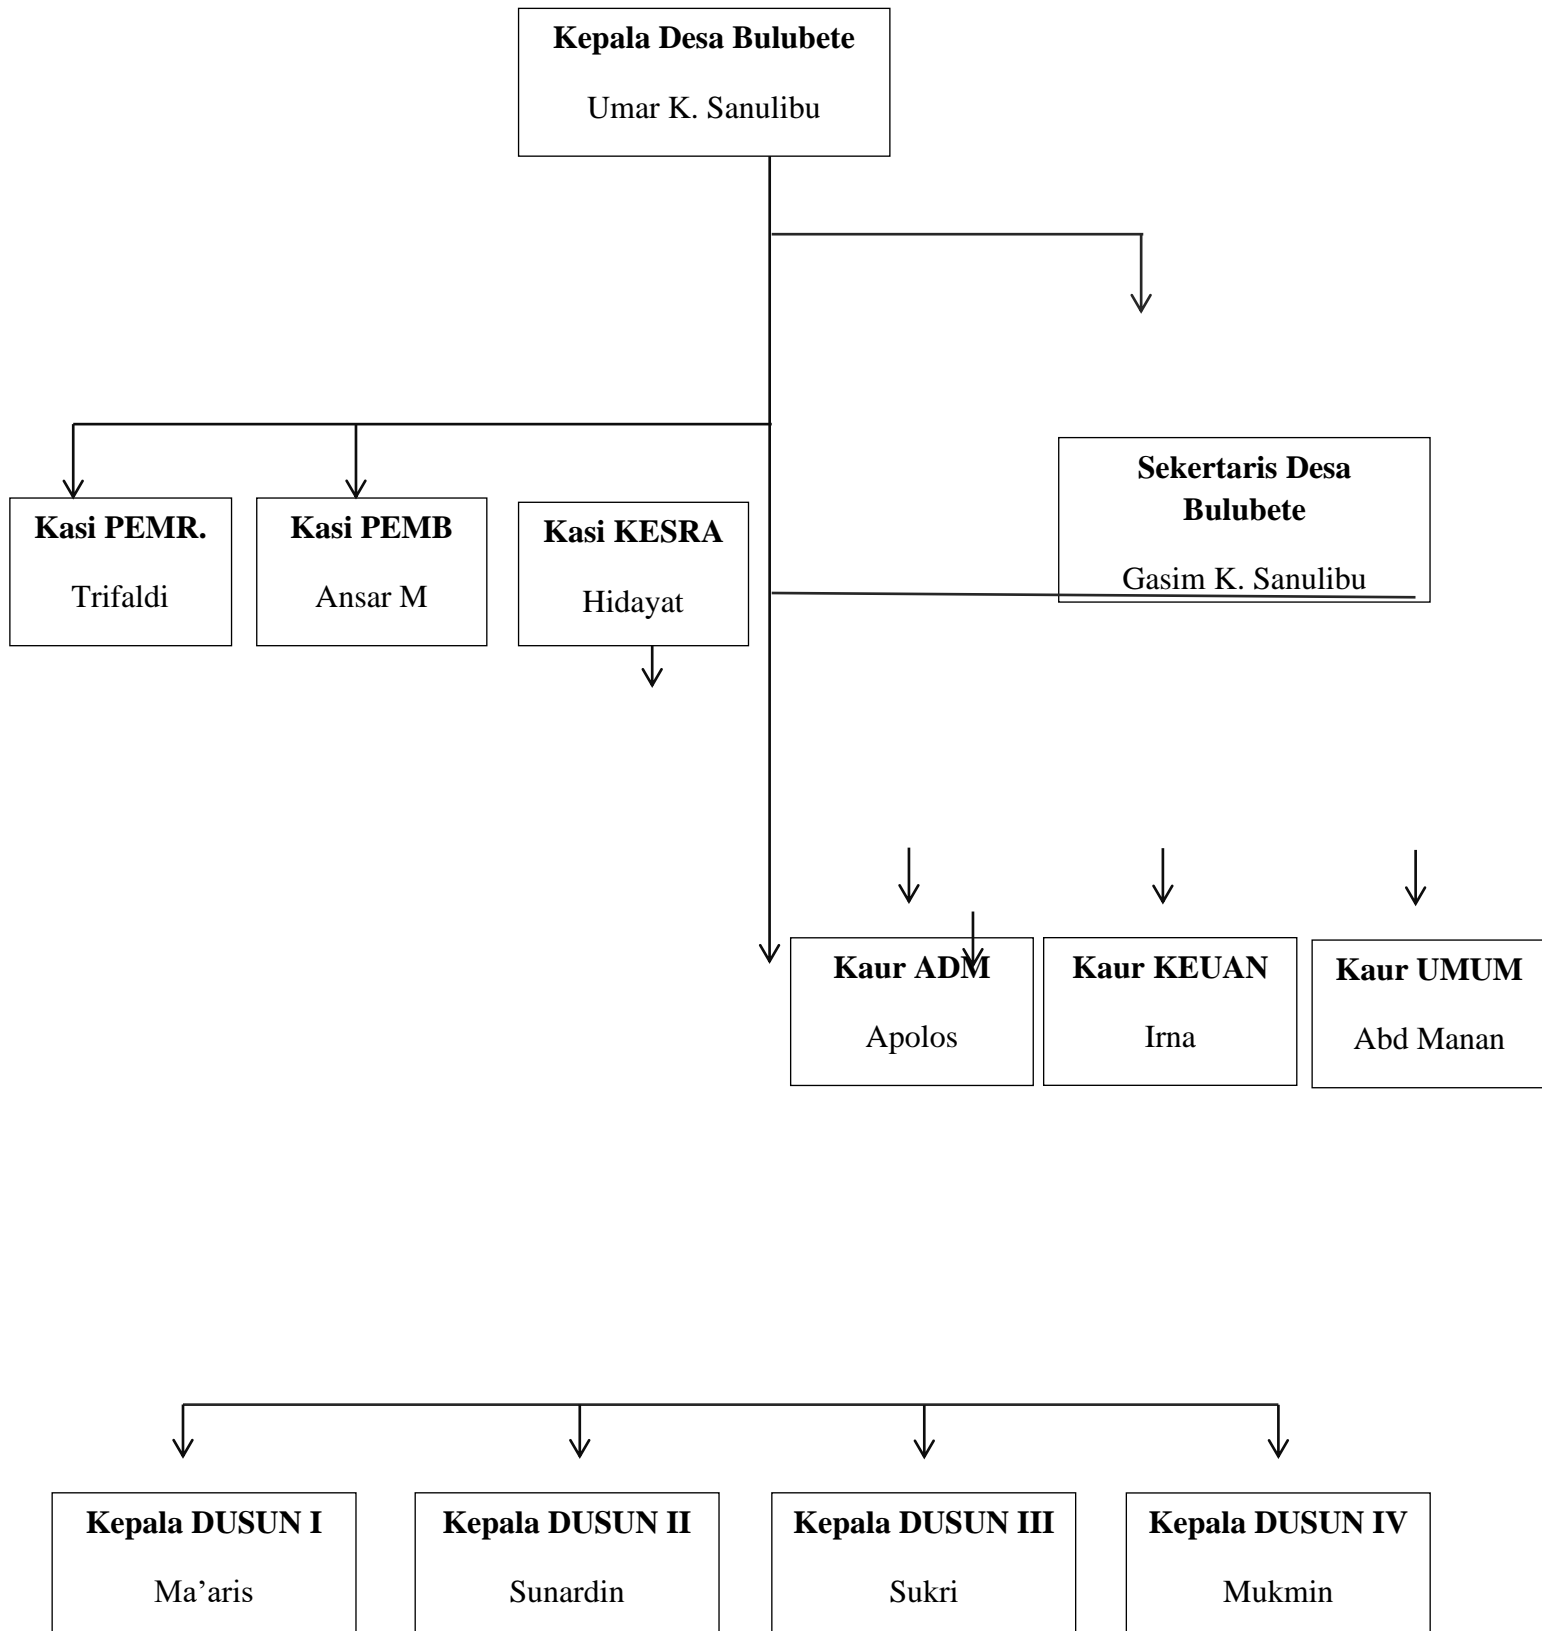 Kepala Desa Bulubete
Umar K. Sanulibu
Sekertaris Desa
Bulubete
Gasim K. Sanulibu
Kasi PEMR.
Trifaldi
Kasi PEMB
Ansar M
Kasi KESRA
Hidayat
Kaur ADM
Apolos
Kaur KEUAN
Irna
Kaur UMUM
Abd Manan
Kepala DUSUN I
Ma’aris
Kepala DUSUN II
Sunardin
Kepala DUSUN III
Sukri
Kepala DUSUN IV
Mukmin